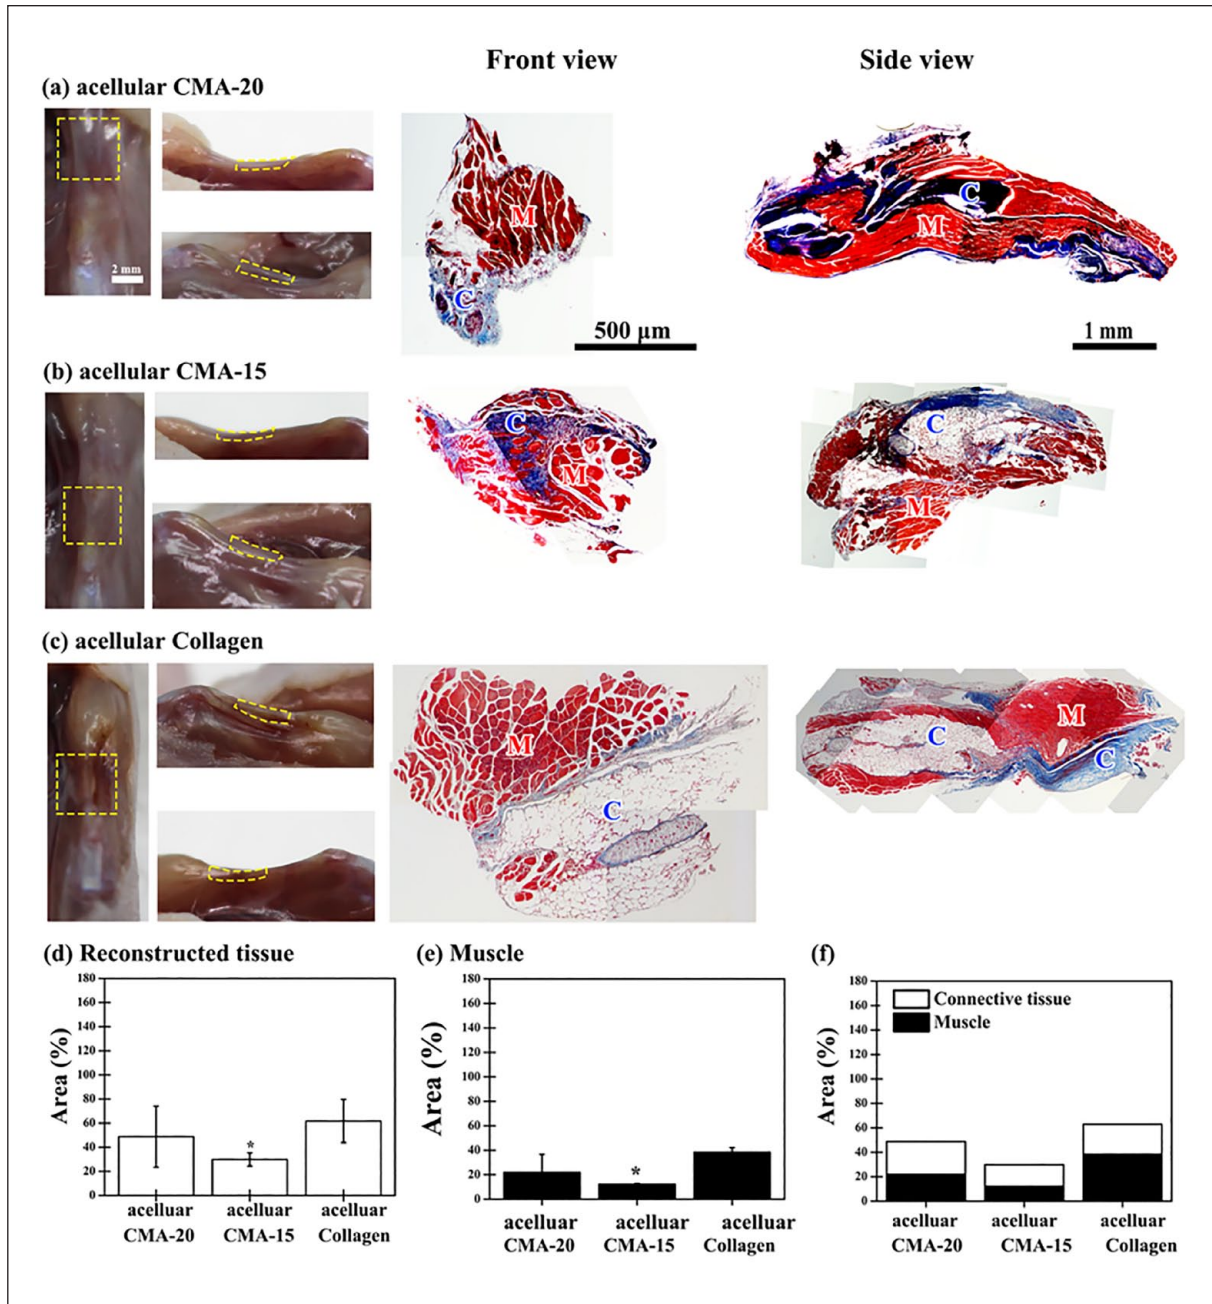 Front view
Side view
(a) acellular CMA-20
2 mm
M
C
500 μm
C
M
1 mm
(b) acellular CMA-15
C
M
C
M
(c) acellular Collagen
M
C
C
M
C
(d) Reconstructed tissue
Area (%)
180
160
140
120
100
80
60
40
20
0
*
acelluar
CMA-20
acelluar
CMA-15
acelluar
Collagen
(e) Muscle
Area (%)
180
160
140
120
100
80
60
40
20
0
*
acelluar
CMA-20
acelluar
CMA-15
acelluar
Collagen
(f)
Area (%)
180
160
140
120
100
80
60
40
20
0
Connective tissue
Muscle
acelluar
CMA-20
acelluar
CMA-15
acelluar
Collagen